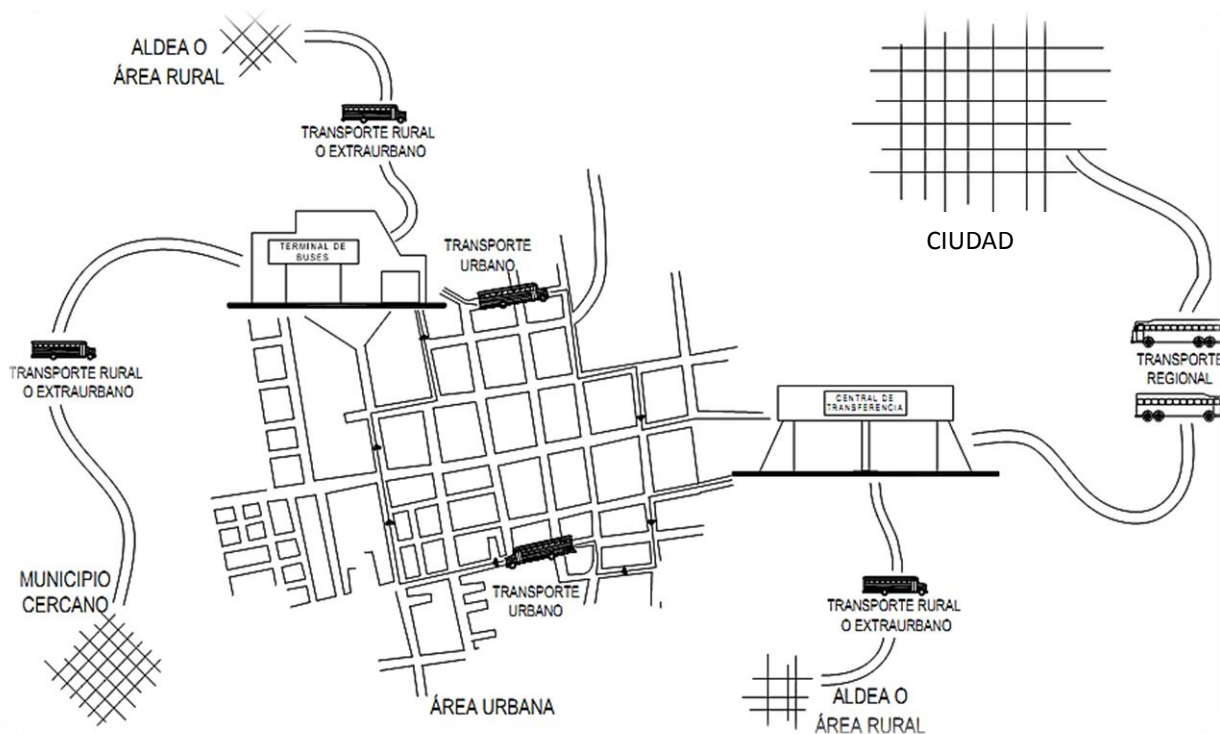 ALDEA O
ÁREA RURAL
TRANSPORTE RURAL
O EXTRAURBANO
CIUDAD
TERMINAL DE
BUSES
TRANSPORTE
URBANO
TRANSPORTE RURAL
O EXTRAURBANO
TRANSPORTE
REGIONAL
CENTRAL DE
TRANSFERENCIA
MUNICIPIO
CERCANO
TRANSPORTE
URBANO
TRANSPORTE RURAL
O EXTRAURBANO
ÁREA URBANA
ALDEA O
ÁREA RURAL